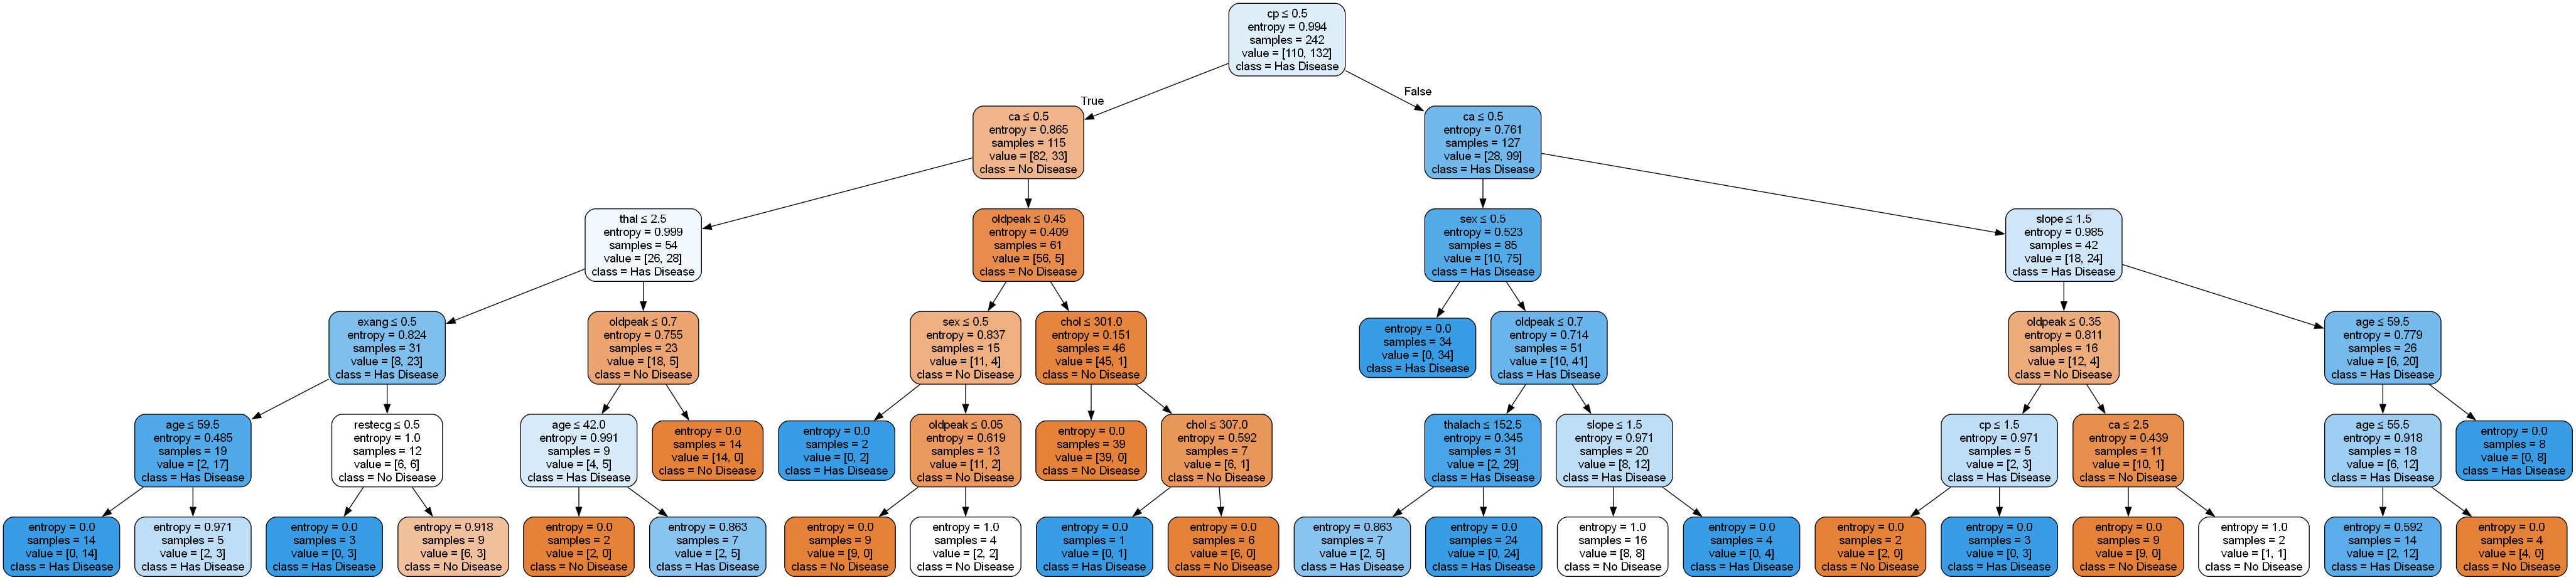 cp ≤ 0.5
entropy = 0.994
samples = 242
value = [110, 132]
class = Has Disease
True
False
ca ≤ 0.5
entropy = 0.865
samples = 115
value = [82, 33]
class = No Disease
ca ≤ 0.5
entropy = 0.761
samples = 127
value = [28, 99]
class = Has Disease
thal ≤ 2.5
entropy = 0.999
samples = 54
value = [26, 28]
class = Has Disease
oldpeak ≤ 0.45
entropy = 0.409
samples = 61
value = [56, 5]
class = No Disease
sex ≤ 0.5
entropy = 0.523
samples = 85
value = [10, 75]
class = Has Disease
slope ≤ 1.5
entropy = 0.985
samples = 42
value = [18, 24]
class = Has Disease
exang ≤ 0.5
entropy = 0.824
samples = 31
value = [8, 23]
class = Has Disease
oldpeak ≤ 0.7
entropy = 0.755
samples = 23
value = [18, 5]
class = No Disease
sex ≤ 0.5
entropy = 0.837
samples = 15
value = [11, 4]
class = No Disease
chol ≤ 301.0
entropy = 0.151
samples = 46
value = [45, 1]
class = No Disease
entropy = 0.0
samples = 34
value = [0, 34]
class = Has Disease
oldpeak ≤ 0.7
entropy = 0.714
samples = 51
value = [10, 41]
class = Has Disease
oldpeak ≤ 0.35
entropy = 0.811
samples = 16
value = [12, 4]
class = No Disease
age ≤ 59.5
entropy = 0.779
samples = 26
value = [6, 20]
class = Has Disease
age ≤ 59.5
entropy = 0.485
samples = 19
value = [2, 17]
class = Has Disease
restecg ≤ 0.5
entropy = 1.0
samples = 12
value = [6, 6]
class = No Disease
age ≤ 42.0
entropy = 0.991
samples = 9
value = [4, 5]
class = Has Disease
entropy = 0.0
samples = 14
value = [14, 0]
class = No Disease
entropy = 0.0
samples = 2
value = [0, 2]
class = Has Disease
oldpeak ≤ 0.05
entropy = 0.619
samples = 13
value = [11, 2]
class = No Disease
entropy = 0.0
samples = 39
value = [39, 0]
class = No Disease
chol ≤ 307.0
entropy = 0.592
samples = 7
value = [6, 1]
class = No Disease
thalach ≤ 152.5
entropy = 0.345
samples = 31
value = [2, 29]
class = Has Disease
slope ≤ 1.5
entropy = 0.971
samples = 20
value = [8, 12]
class = Has Disease
cp ≤ 1.5
entropy = 0.971
samples = 5
value = [2, 3]
class = Has Disease
ca ≤ 2.5
entropy = 0.439
samples = 11
value = [10, 1]
class = No Disease
age ≤ 55.5
entropy = 0.918
samples = 18
value = [6, 12]
class = Has Disease
entropy = 0.0
samples = 8
value = [0, 8]
class = Has Disease
entropy = 0.0
samples = 14
value = [0, 14]
class = Has Disease
entropy = 0.971
samples = 5
value = [2, 3]
class = Has Disease
entropy = 0.0
samples = 3
value = [0, 3]
class = Has Disease
entropy = 0.918
samples = 9
value = [6, 3]
class = No Disease
entropy = 0.0
samples = 2
value = [2, 0]
class = No Disease
entropy = 0.863
samples = 7
value = [2, 5]
class = Has Disease
entropy = 0.0
samples = 9
value = [9, 0]
class = No Disease
entropy = 1.0
samples = 4
value = [2, 2]
class = No Disease
entropy = 0.0
samples = 1
value = [0, 1]
class = Has Disease
entropy = 0.0
samples = 6
value = [6, 0]
class = No Disease
entropy = 0.863
samples = 7
value = [2, 5]
class = Has Disease
entropy = 0.0
samples = 24
value = [0, 24]
class = Has Disease
entropy = 1.0
samples = 16
value = [8, 8]
class = No Disease
entropy = 0.0
samples = 4
value = [0, 4]
class = Has Disease
entropy = 0.0
samples = 2
value = [2, 0]
class = No Disease
entropy = 0.0
samples = 3
value = [0, 3]
class = Has Disease
entropy = 0.0
samples = 9
value = [9, 0]
class = No Disease
entropy = 1.0
samples = 2
value = [1, 1]
class = No Disease
entropy = 0.592
samples = 14
value = [2, 12]
class = Has Disease
entropy = 0.0
samples = 4
value = [4, 0]
class = No Disease